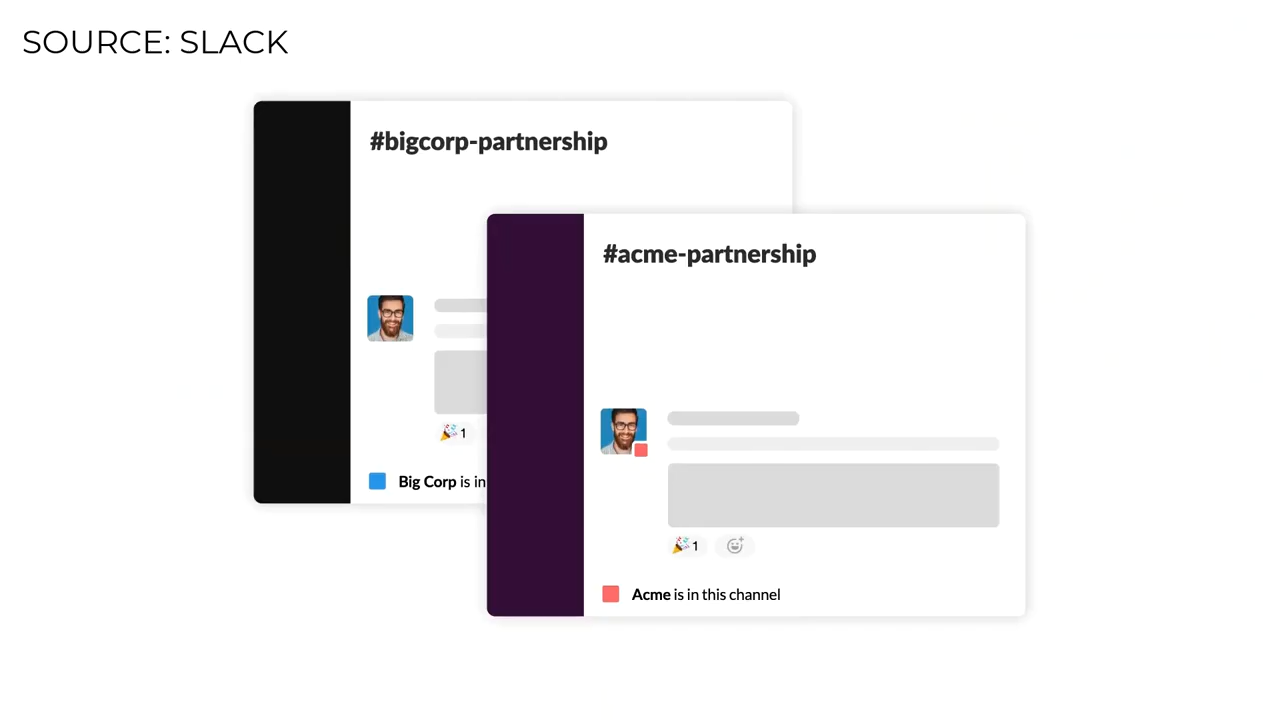 SOURCE: SLACK
#bigcorp-partnership
#acme-partnership
1
Big Corp is in
1
Acme is in this channel